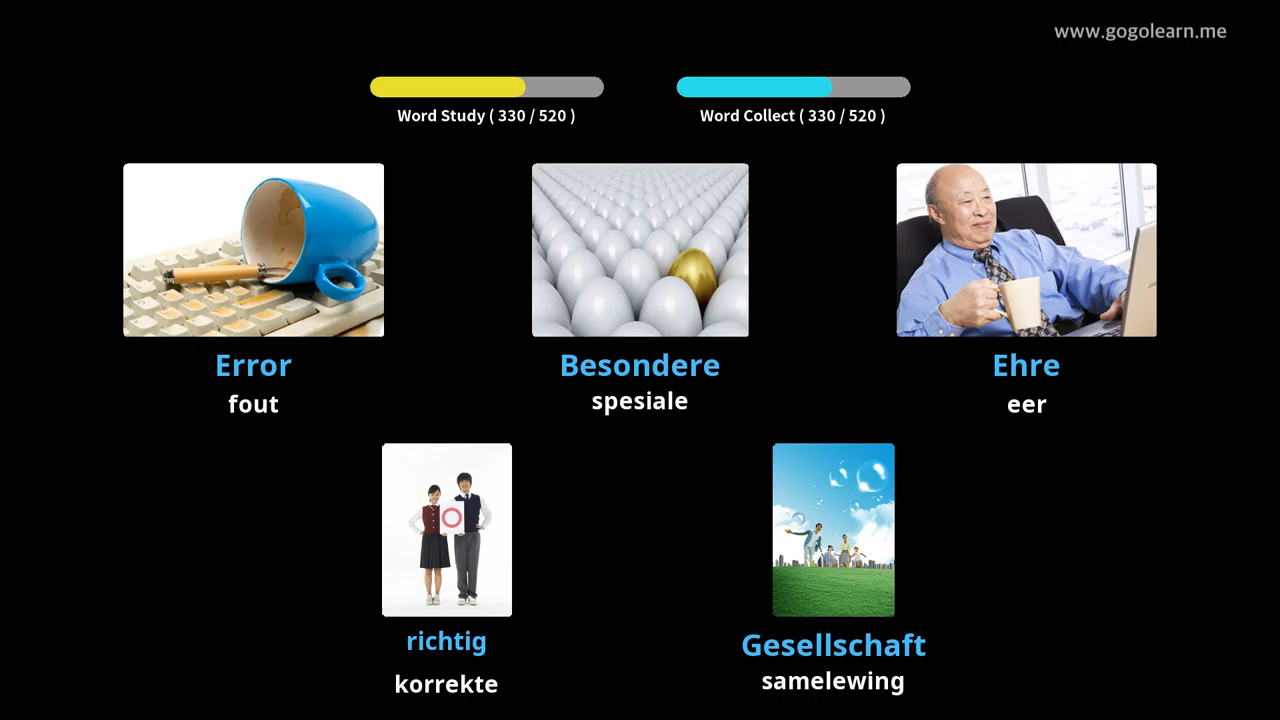 www.gogolearn.me
Word Study ( 330 / 520 )
Word Collect ( 330 / 520 )
Error
fout
Besondere
spesiale
Ehre
eer
richtig
korrekte
Gesellschaft
samelewing